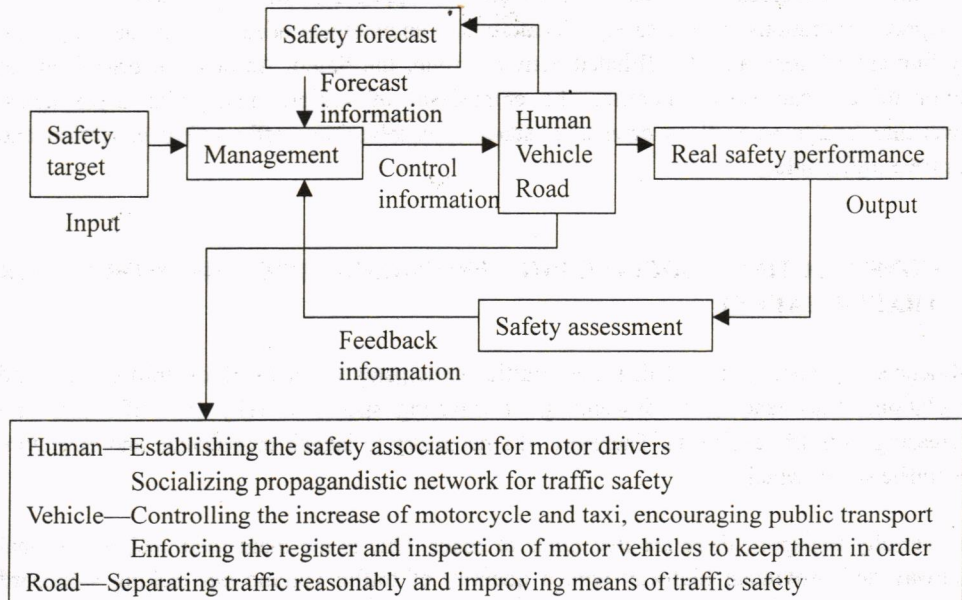 Safety forecast
Forecast
information
Safety
target
Management
Human
Vehicle
Road
Real safety performance
Control
information
Input
Output
Safety assessment
Feedback
information
Human—Establishing the safety association for motor drivers
Socializing propagandistic network for traffic safety
Vehicle—Controlling the increase of motorcycle and taxi, encouraging public transport
Enforcing the register and inspection of motor vehicles to keep them in order
Road—Separating traffic reasonably and improving means of traffic safety